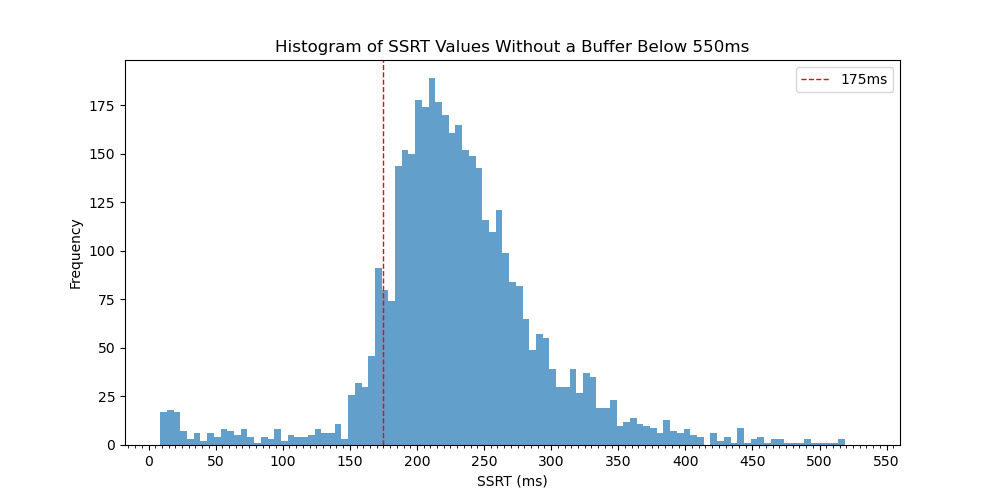 Histogram of SSRT Values Without a Buffer Below 550ms
175ms
Frequency
175
150
125
100
75
50
25
0
0 50 100 150 200 250 300 350 400 450 500 550
SSRT (ms)